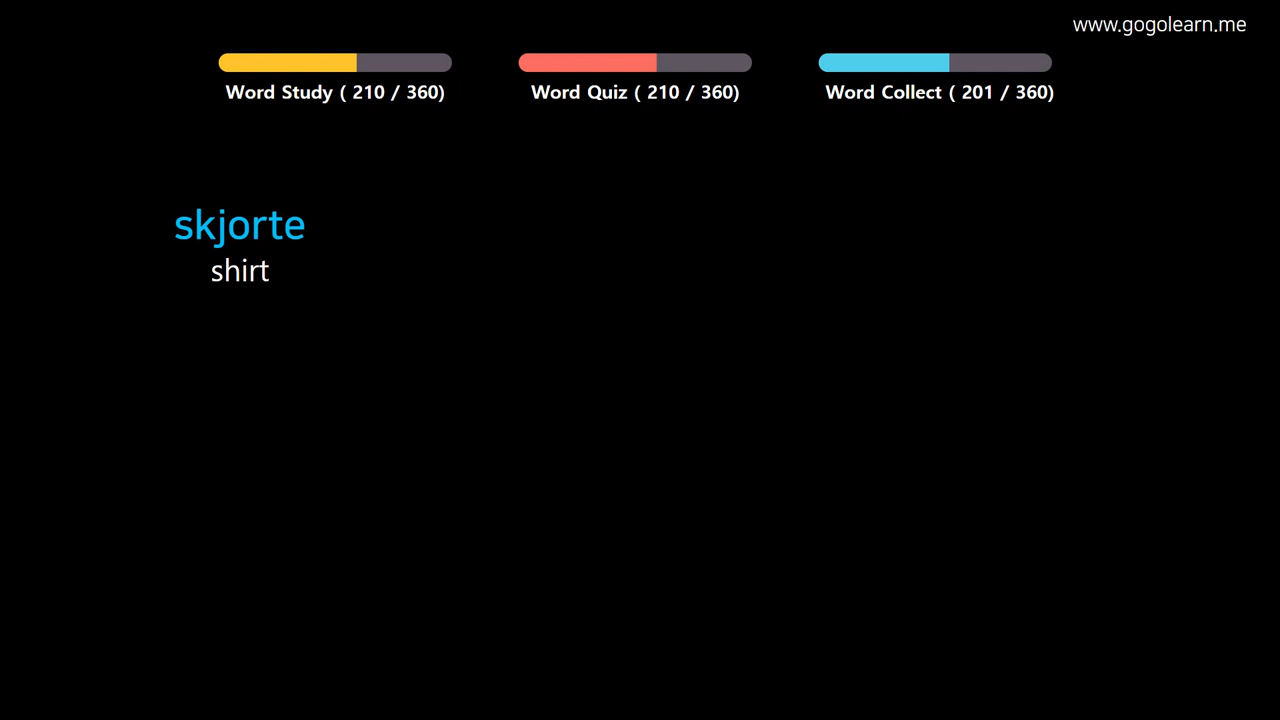 www.gogolearn.me
Word Study ( 210 / 360)
Word Quiz ( 210 / 360)
Word Collect ( 201 / 360)
skjorte
shirt